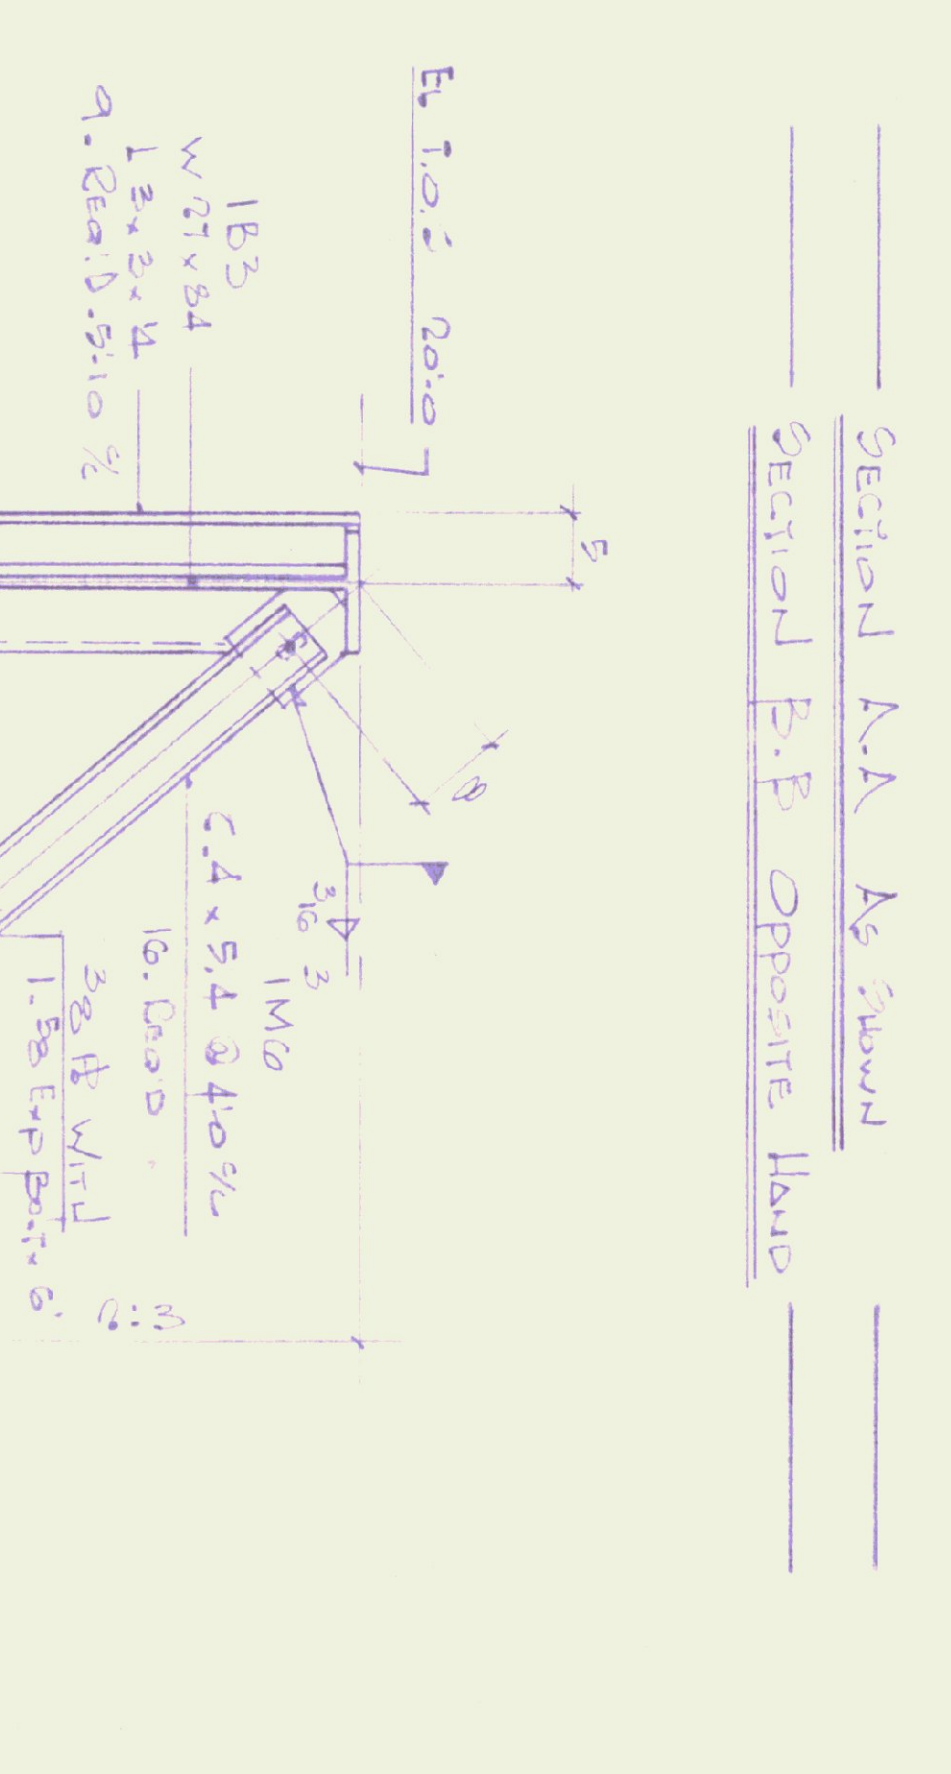 SECTION A-A AS SHOWN
SECTION B.B OPPOSITE HAND
EL T.O.S 20'-0
5
8
1B3
W 27 x 84
L 3 x 3 x 1/4
9. REQ'D. 5'-10 O/C
3/16 3
1M6
C.4 x 5.4 @ 4'-0 O/C
16. REQ'D
3/8 PL WITH
1. 5/8 EXP BOLT x 6